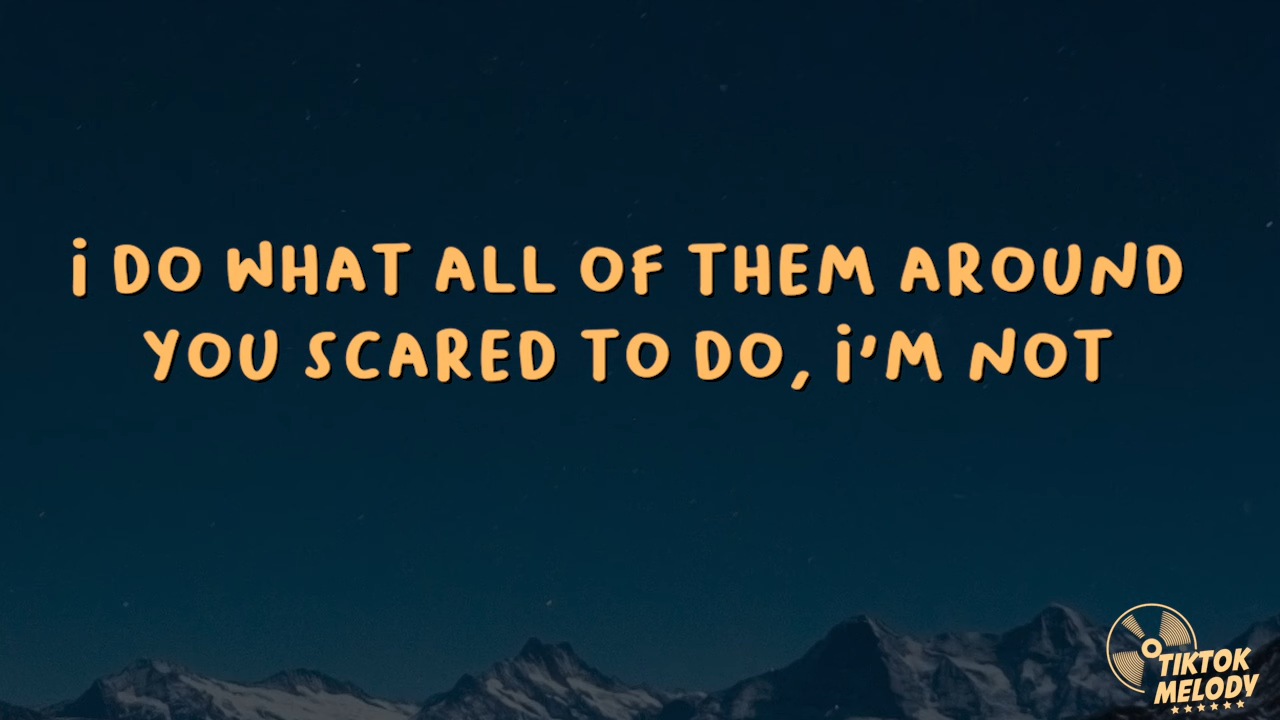 i DO WHAT ALL OF THEM AROUND
YOU SCARED TO DO, i'M NOT
TIKTOK
MELODY